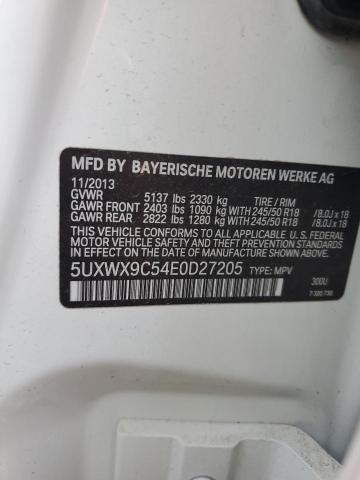 MFD BY BAYERISCHE MOTOREN WERKE AG
11/2013
GVWR 5137 lbs 2330 kg TIRE / RIM
GAWR FRONT 2403 lbs 1090 kg WITH 245/50 R18 / 8.0J x 18
GAWR REAR 2822 lbs 1280 kg WITH 245/50 R18 / 8.0J x 18
THIS VEHICLE CONFORMS TO ALL APPLICABLE U. S. FEDERAL
MOTOR VEHICLE SAFETY AND THEFT PREVENTION STANDARDS
IN EFFECT ON THE DATE OF MANUFACTURE SHOWN ABOVE.
5UXWX9C54E0D27205 TYPE: MPV
300U